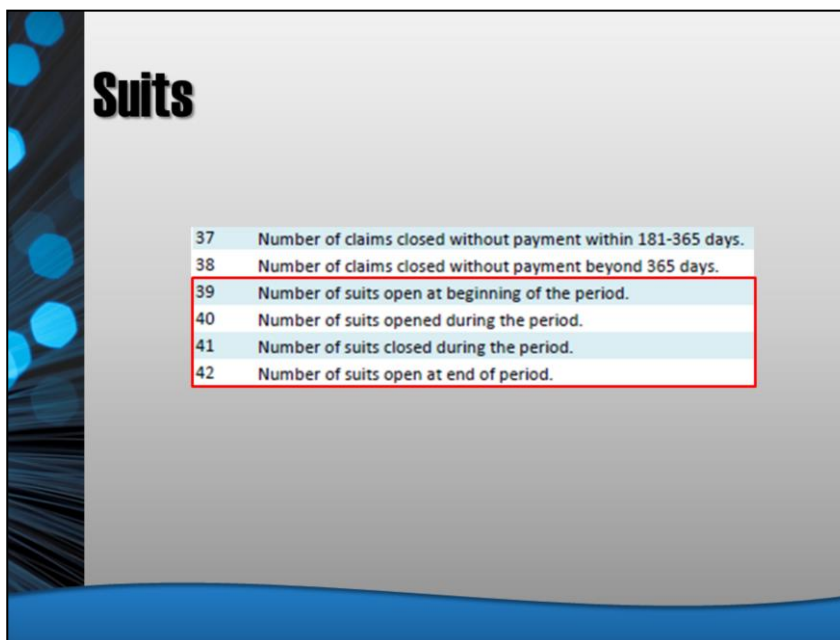 Suits
37 Number of claims closed without payment within 181-365 days.
38 Number of claims closed without payment beyond 365 days.
39 Number of suits open at beginning of the period.
40 Number of suits opened during the period.
41 Number of suits closed during the period.
42 Number of suits open at end of period.